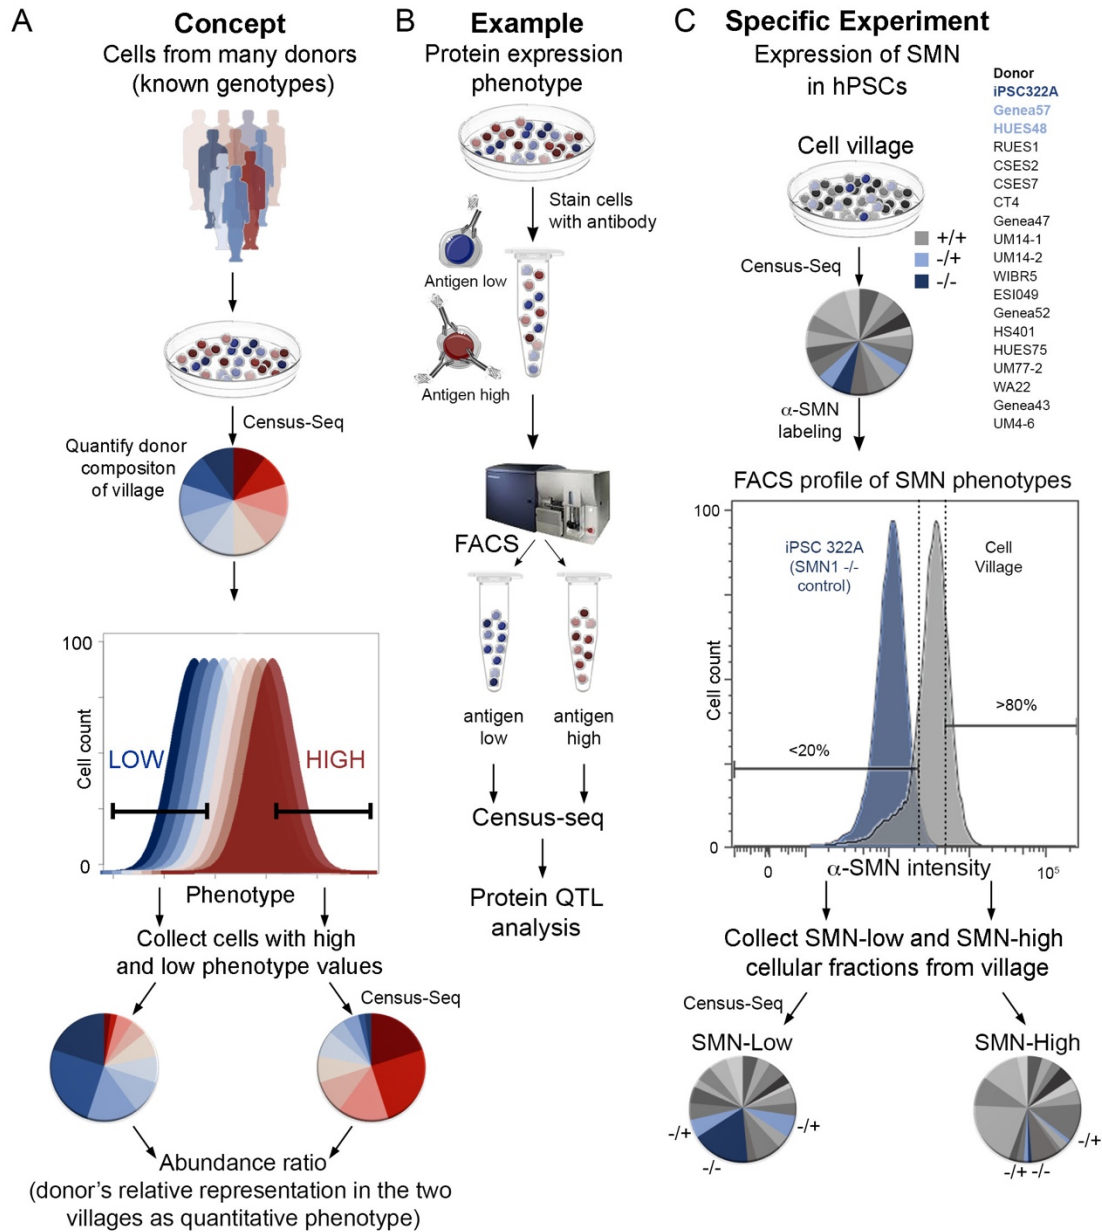 A
Concept
Cells from many donors
(known genotypes)
Census-Seq
Quantify donor
compositon
of village
100
Cell count
LOW
HIGH
0
Phenotype
Collect cells with high
and low phenotype values
Census-Seq
Abundance ratio
(donor's relative representation in the two
villages as quantitative phenotype)
B
Example
Protein expression
phenotype
Stain cells
with antibody
Antigen low
Antigen high
FACS
antigen
low
antigen
high
Census-seq
Protein QTL
analysis
C
Specific Experiment
Expression of SMN
in hPSCs
Cell village
+/+
-/+
-/-
Census-Seq
α-SMN
labeling
Donor
iPSC322A
Genea57
HUES48
RUES1
CSES2
CSES7
CT4
Genea47
UM14-1
UM14-2
WIBR5
ESI049
Genea52
HS401
HUES75
UM77-2
WA22
Genea43
UM4-6
FACS profile of SMN phenotypes
100
Cell count
iPSC 322A
(SMN1 -/-
control)
Cell
Village
>80%
<20%
0
0
α-SMN intensity
10⁵
Collect SMN-low and SMN-high
cellular fractions from village
Census-Seq
SMN-Low
-/+
-/-
-/+
SMN-High
-/+
-/+ -/-